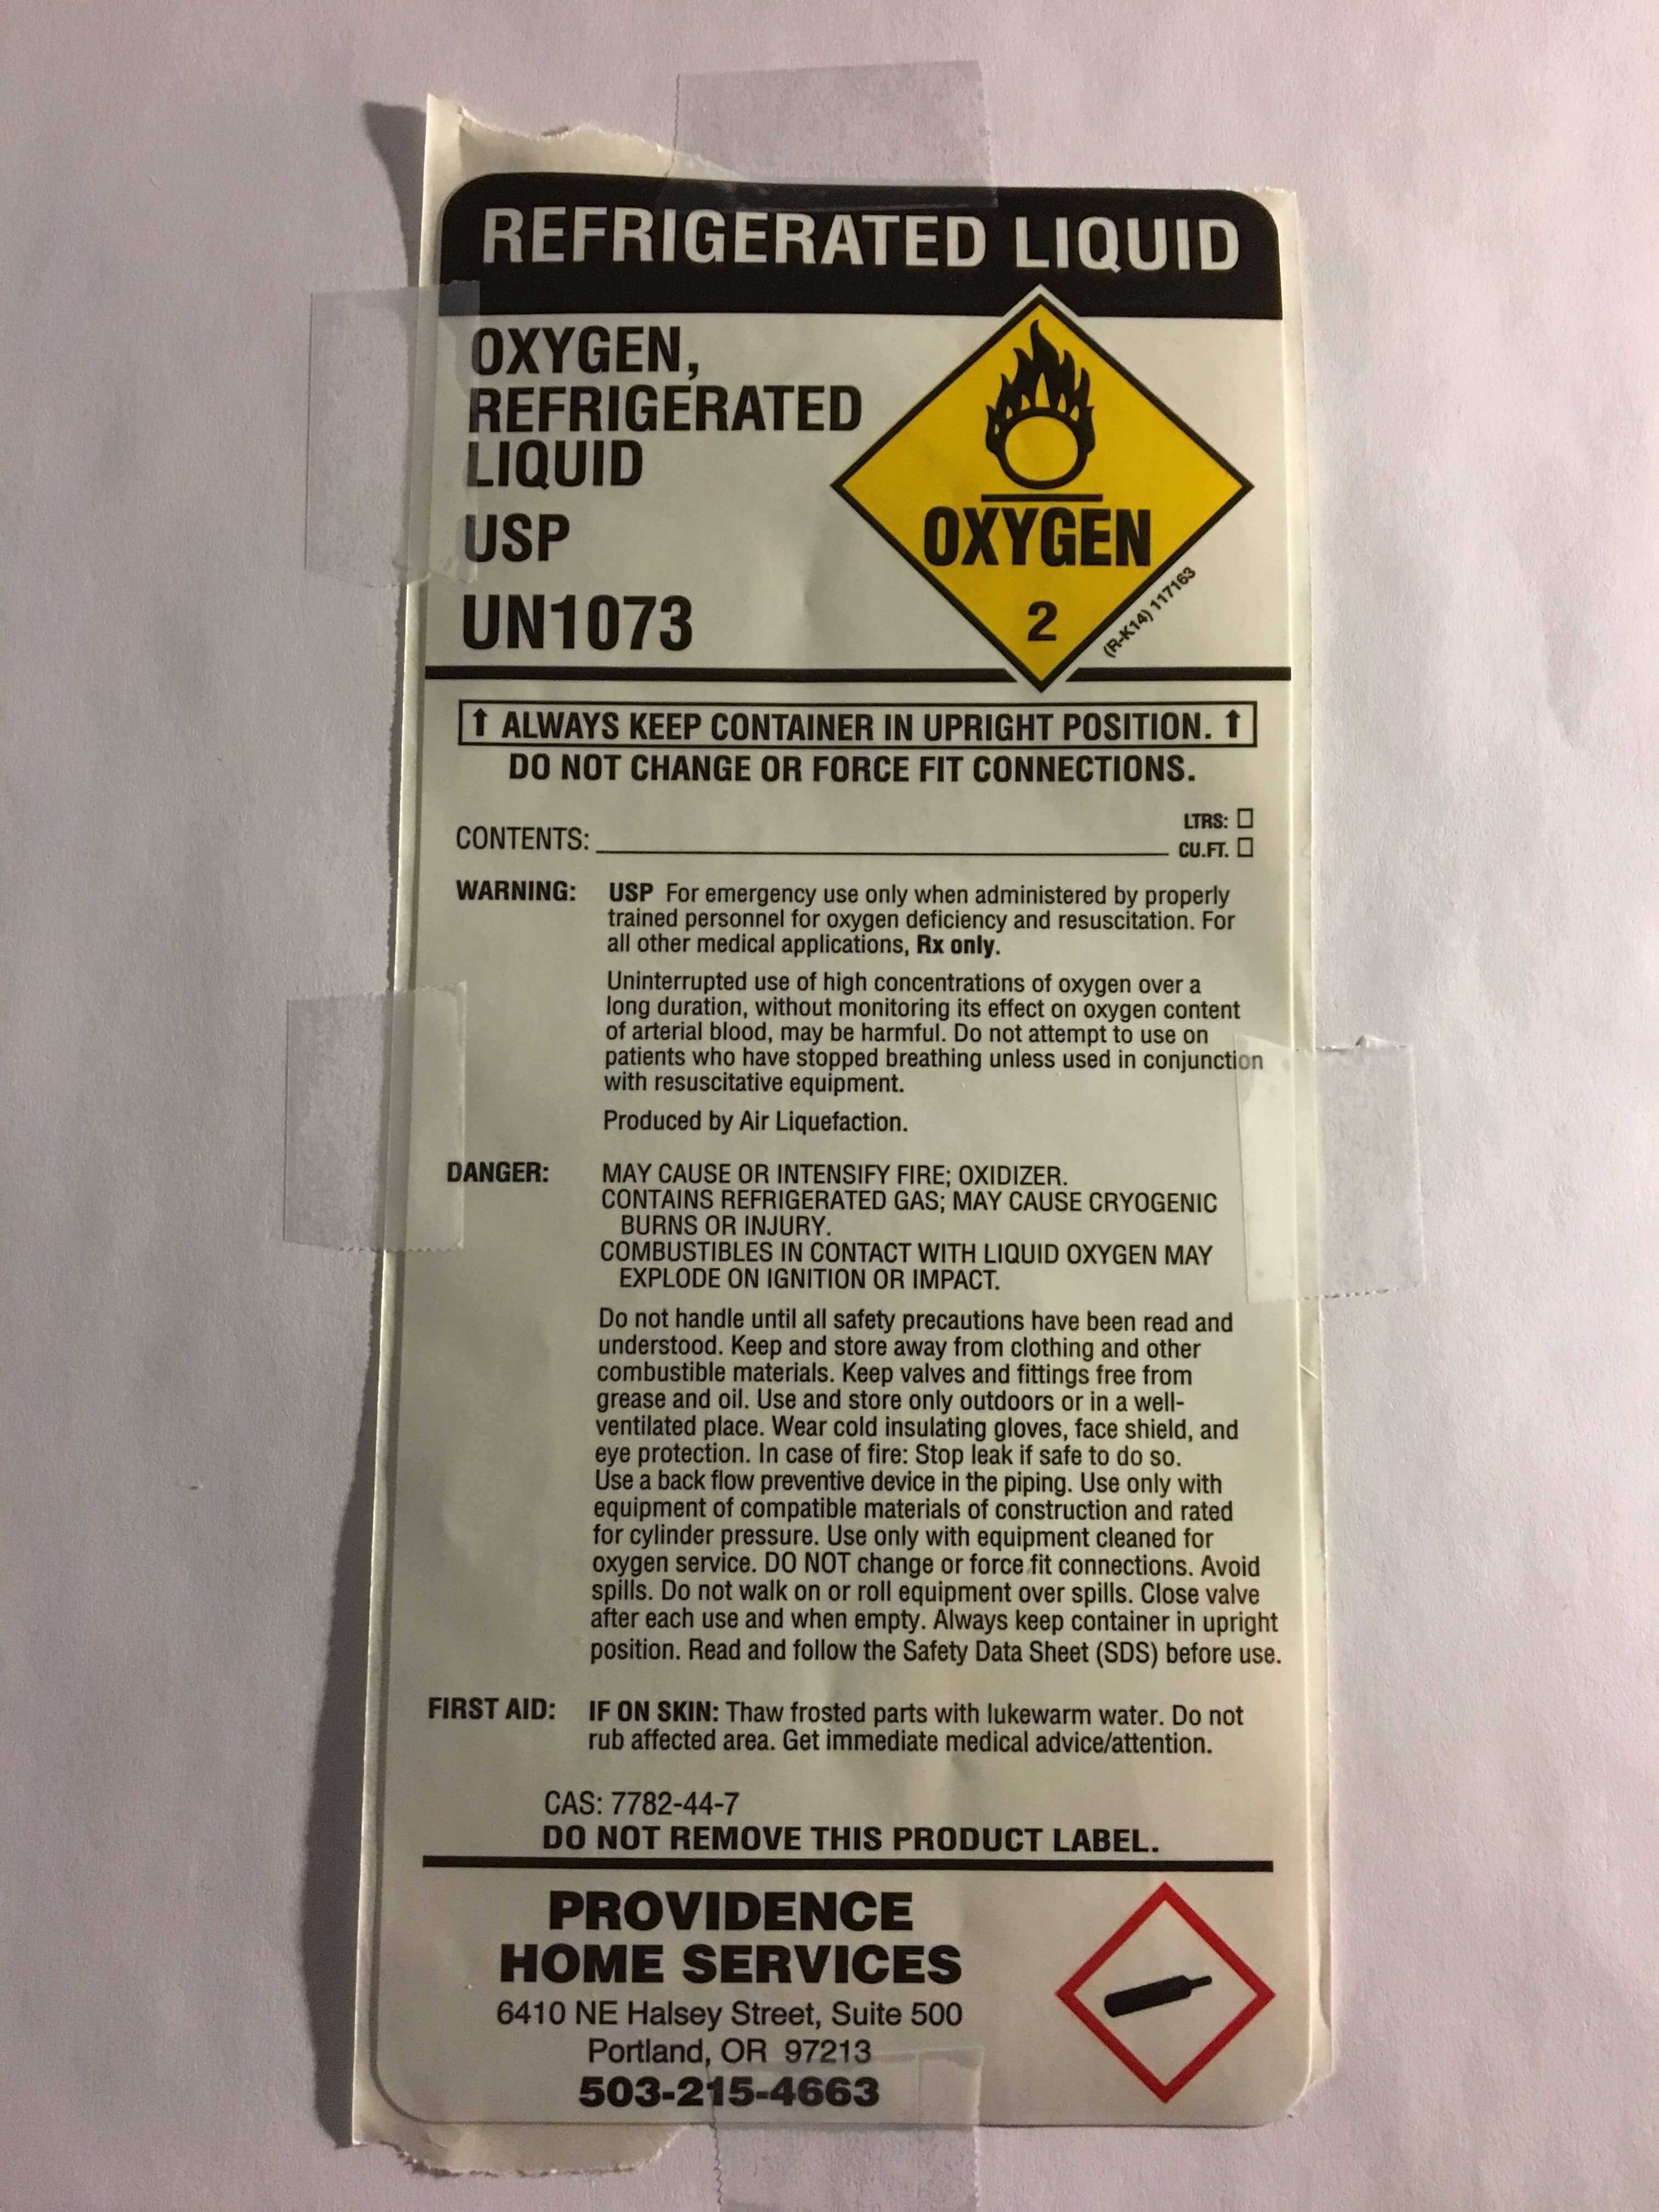 REFRIGERATED LIQUID
OXYGEN,
REFRIGERATED
LIQUID
USP
UN1073
OXYGEN
2
(R-K14) 117163
↑ ALWAYS KEEP CONTAINER IN UPRIGHT POSITION. ↑
DO NOT CHANGE OR FORCE FIT CONNECTIONS.
CONTENTS:
LTRS: □
CU.FT. □
WARNING: USP For emergency use only when administered by properly
trained personnel for oxygen deficiency and resuscitation. For
all other medical applications, Rx only.
Uninterrupted use of high concentrations of oxygen over a
long duration, without monitoring its effect on oxygen content
of arterial blood, may be harmful. Do not attempt to use on
patients who have stopped breathing unless used in conjunction
with resuscitative equipment.
Produced by Air Liquefaction.
DANGER: MAY CAUSE OR INTENSIFY FIRE; OXIDIZER.
CONTAINS REFRIGERATED GAS; MAY CAUSE CRYOGENIC
BURNS OR INJURY.
COMBUSTIBLES IN CONTACT WITH LIQUID OXYGEN MAY
EXPLODE ON IGNITION OR IMPACT.
Do not handle until all safety precautions have been read and
understood. Keep and store away from clothing and other
combustible materials. Keep valves and fittings free from
grease and oil. Use and store only outdoors or in a well-
ventilated place. Wear cold insulating gloves, face shield, and
eye protection. In case of fire: Stop leak if safe to do so.
Use a back flow preventive device in the piping. Use only with
equipment of compatible materials of construction and rated
for cylinder pressure. Use only with equipment cleaned for
oxygen service. DO NOT change or force fit connections. Avoid
spills. Do not walk on or roll equipment over spills. Close valve
after each use and when empty. Always keep container in upright
position. Read and follow the Safety Data Sheet (SDS) before use.
FIRST AID: IF ON SKIN: Thaw frosted parts with lukewarm water. Do not
rub affected area. Get immediate medical advice/attention.
CAS: 7782-44-7
DO NOT REMOVE THIS PRODUCT LABEL.
PROVIDENCE
HOME SERVICES
6410 NE Halsey Street, Suite 500
Portland, OR 97213
503-215-4663